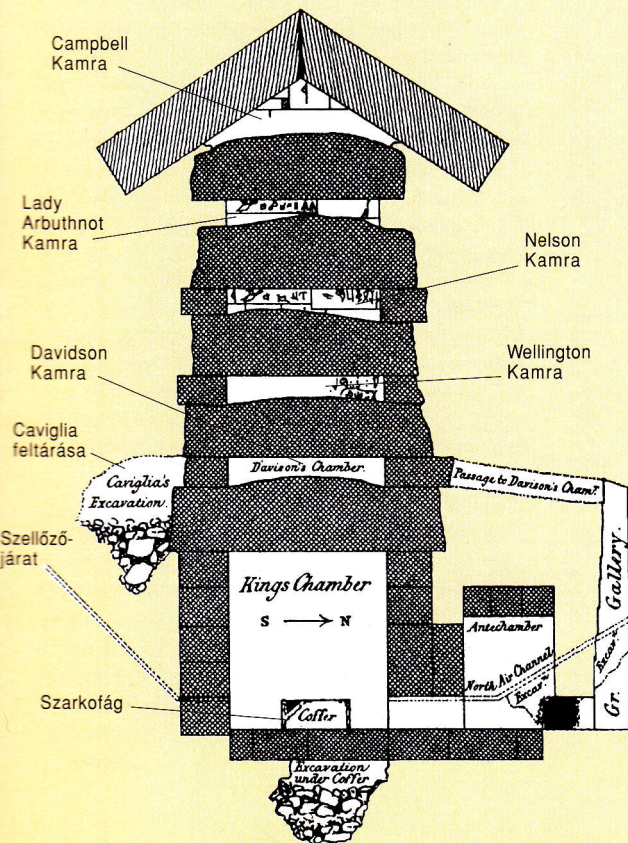 Campbell
Kamra
Lady
Arbuthnot
Kamra
Nelson
Kamra
Davidson
Kamra
Wellington
Kamra
Caviglia
feltárása
Caviglia's
Excavation.
Davison's Chamber.
Passage to Davison's Cham.r
Szellőző-
járat
Kings Chamber
S → N
Gallery
Gr.
Antechamber
North Air Channel
Excav.
Excav.
Szarkofág
Coffer
Excavation
under Coffer